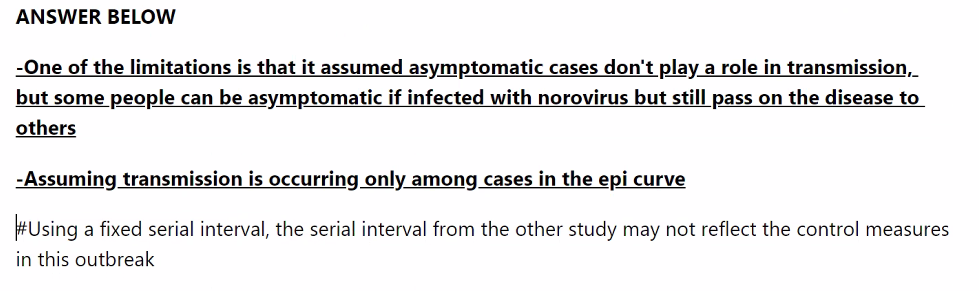 ANSWER BELOW
-One of the limitations is that it assumed asymptomatic cases don't play a role in transmission,
but some people can be asymptomatic if infected with norovirus but still pass on the disease to
others
-Assuming transmission is occurring only among cases in the epi curve
#Using a fixed serial interval, the serial interval from the other study may not reflect the control measures
in this outbreak